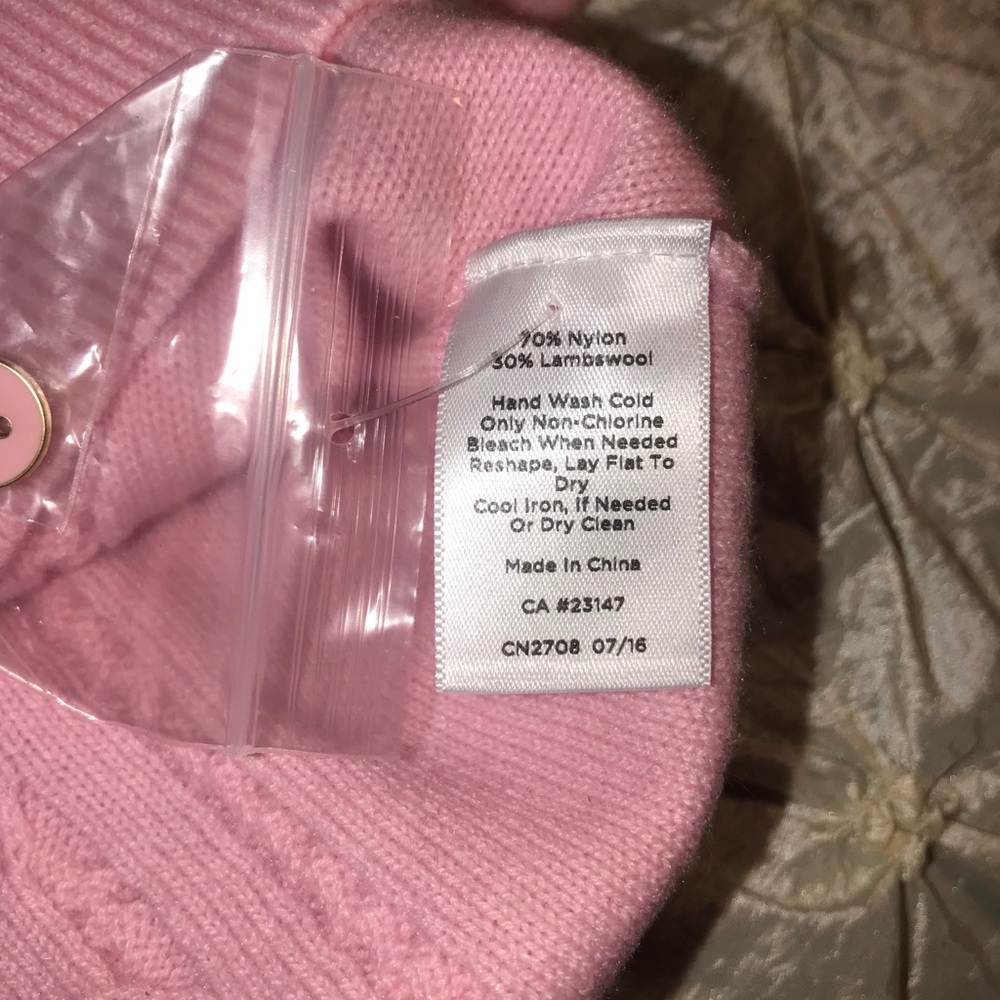 70% Nylon
30% Lambswool
Hand Wash Cold
Only Non-Chlorine
Bleach When Needed
Reshape, Lay Flat To
Dry
Cool Iron, If Needed
Or Dry Clean
Made In China
CA #23147
CN2708 07/16